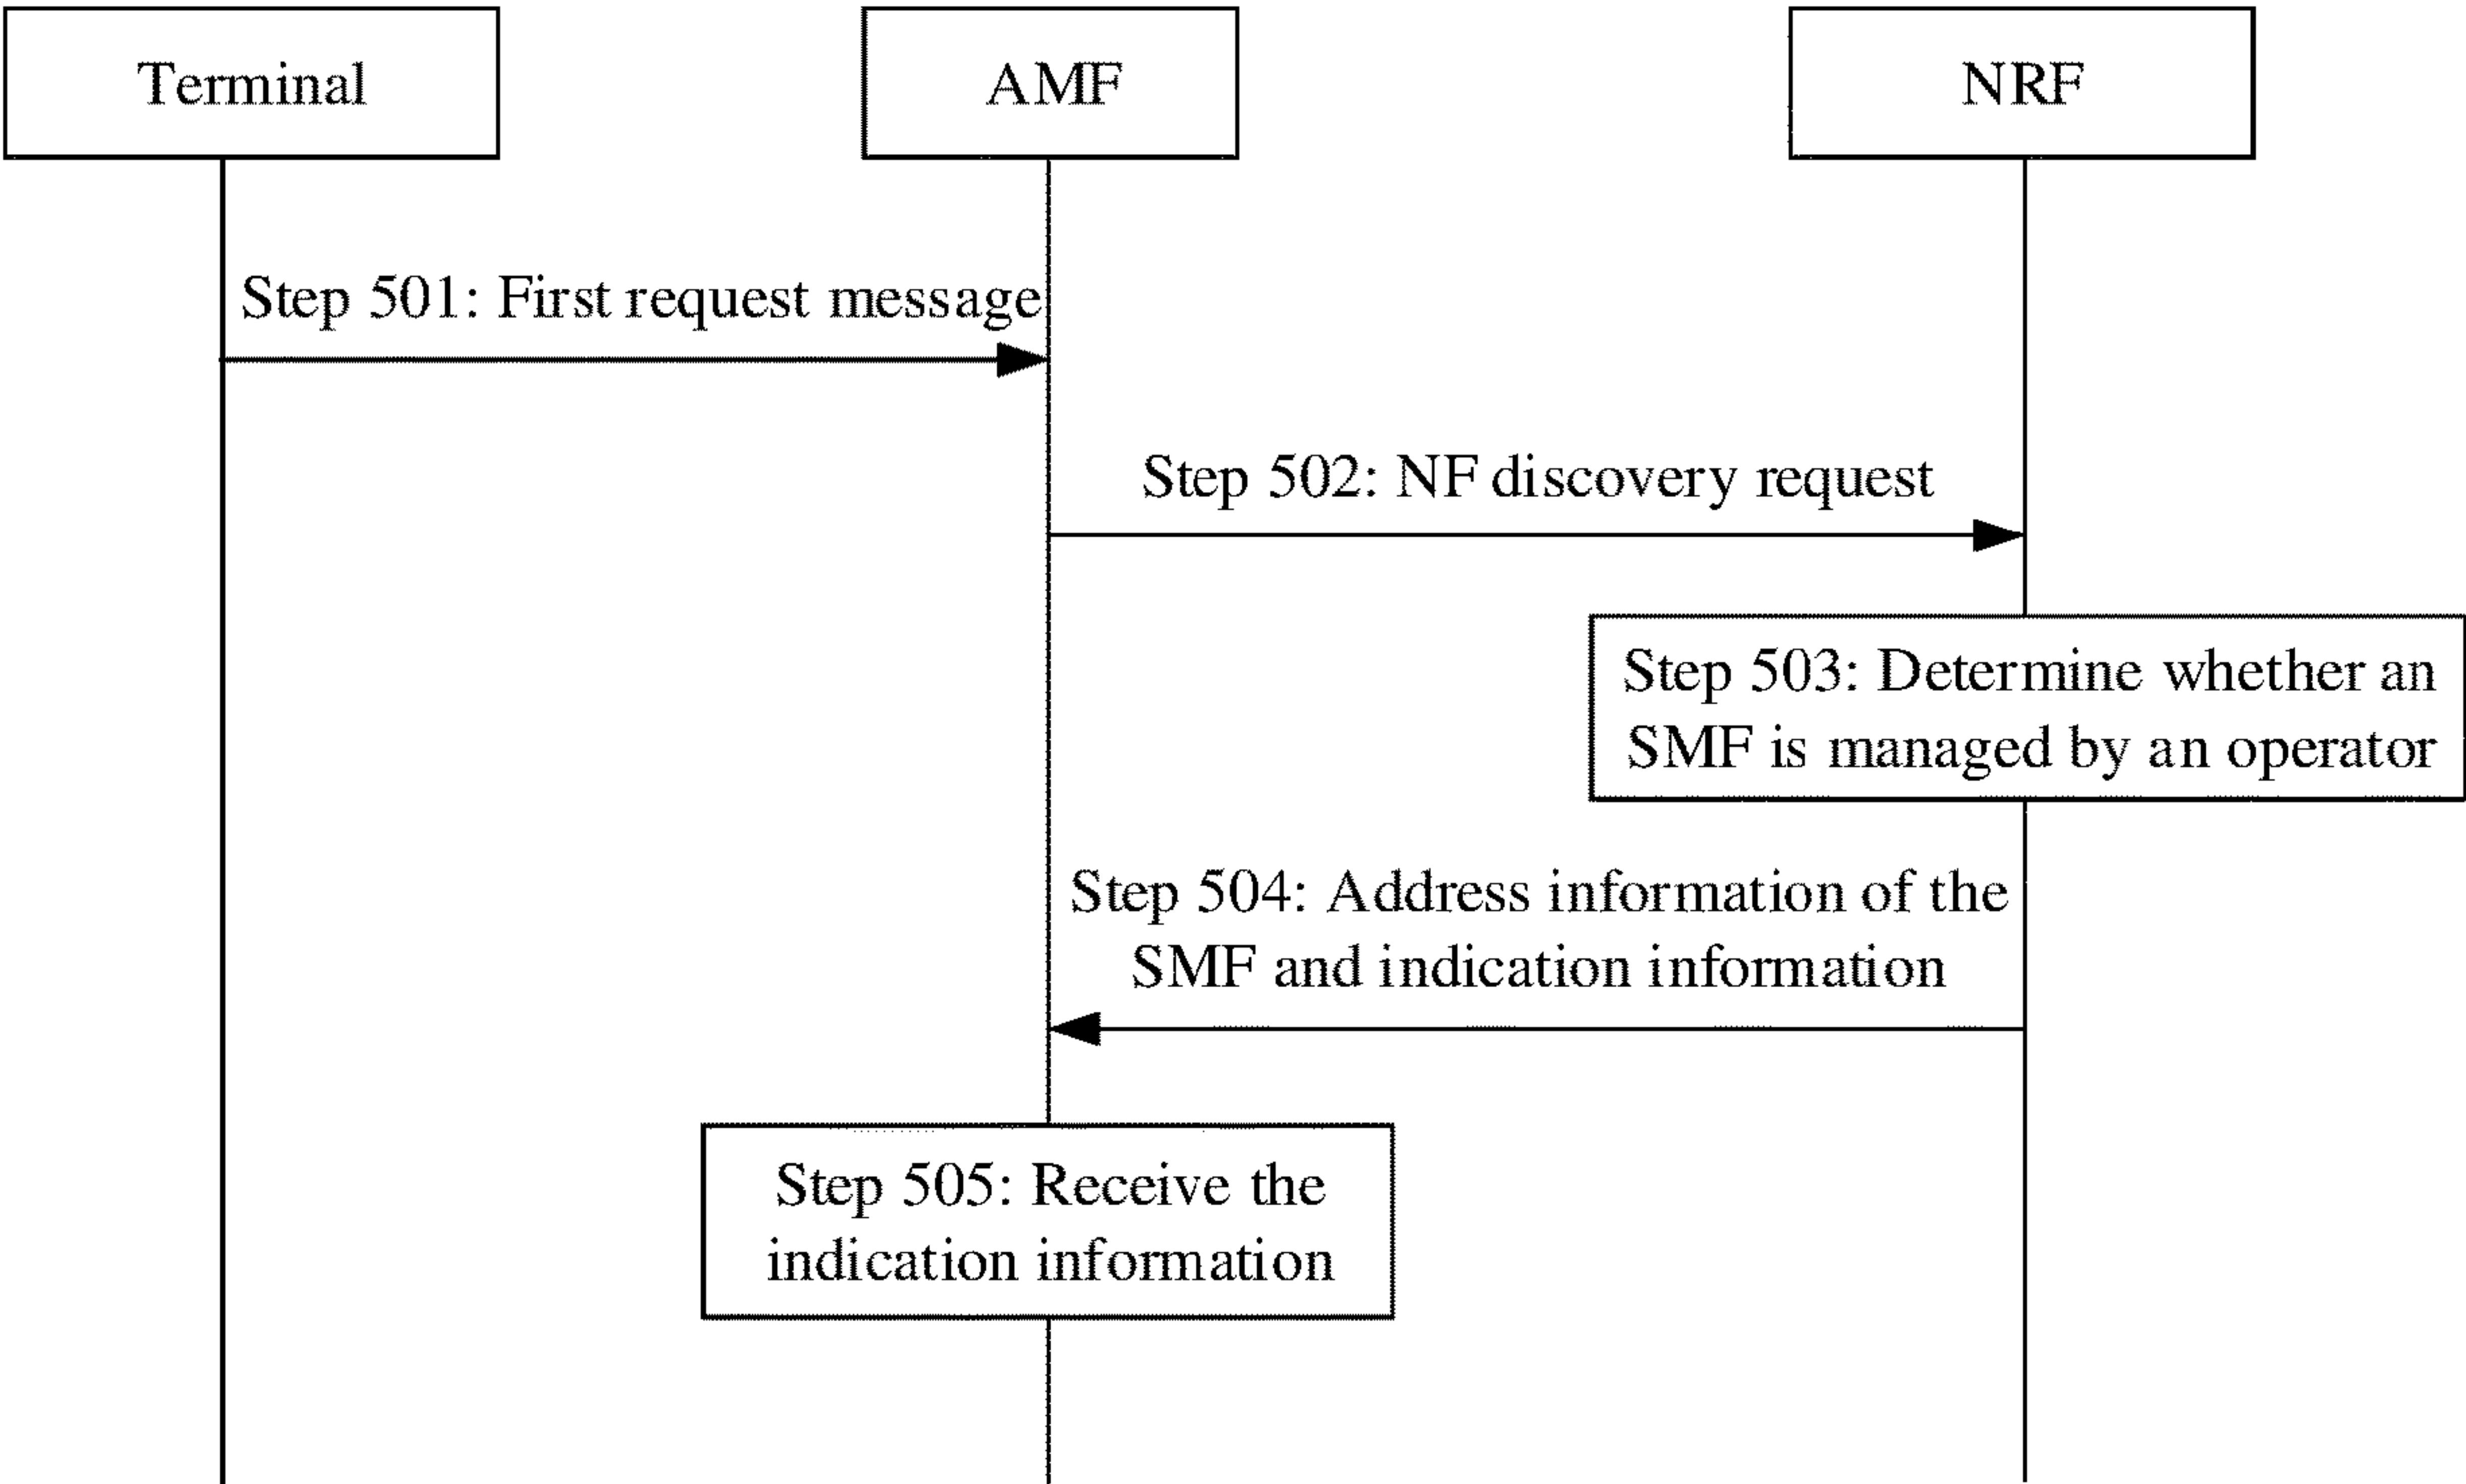 Terminal
AMF
NRF
Step 501: First request message
Step 502: NF discovery request
Step 503: Determine whether an
SMF is managed by an operator
Step 504: Address information of the
SMF and indication information
Step 505: Receive the
indication information